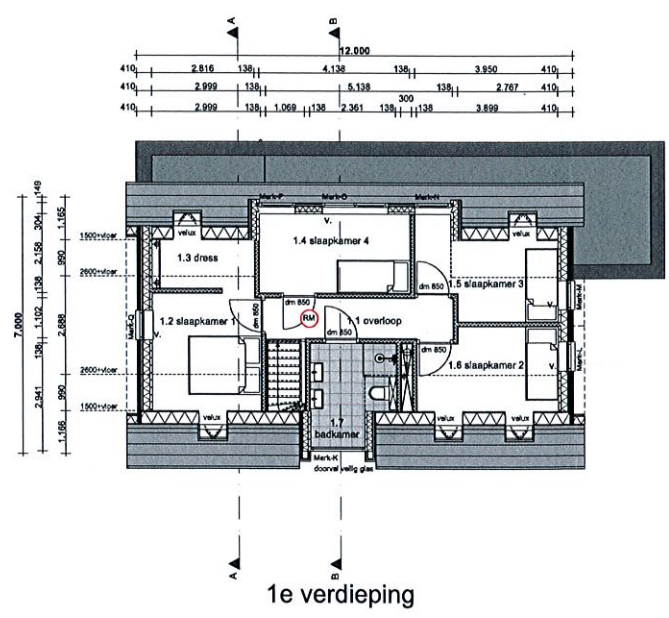 A
B
12.000
410 2.816 138 4.138 138 3.950 410
410 2.999 138 5.138 138 2.767 410
300
410 2.999 138 1.069 138 2.361 138 3.899 410
149
304
2.158
138
1.102
138
2.941
7.000
1.165
990
2.688
990
1.166
Merk-P Merk-O Merk-N
1500+vloer
velux
v.
velux
1.4 slaapkamer 4
2600+vloer
1.3 dress
dm 850
1.5 slaapkamer 3
dm 850
v.
Merk-M
Merk-Q
1.2 slaapkamer 1
dm 850
RM
1.1 overloop
v.
dm 850
dm 850
Merk-L
2600+vloer
1.6 slaapkamer 2
v.
1500+vloer
velux
1.7
badkamer
velux
velux
Merk-K
doorval veilig glas
A
B
1e verdieping